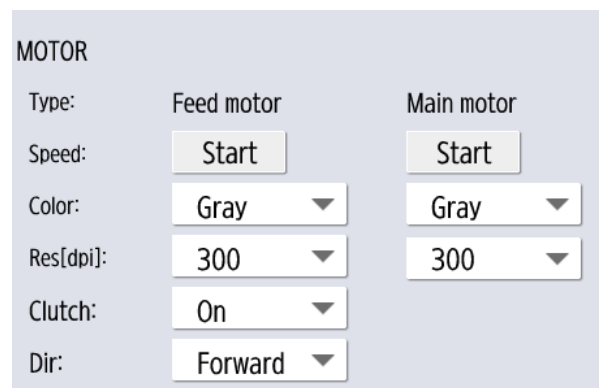 MOTOR
Type: Feed motor Main motor
Speed: Start Start
Color: Gray Gray
Res[dpi]: 300 300
Clutch: On
Dir: Forward